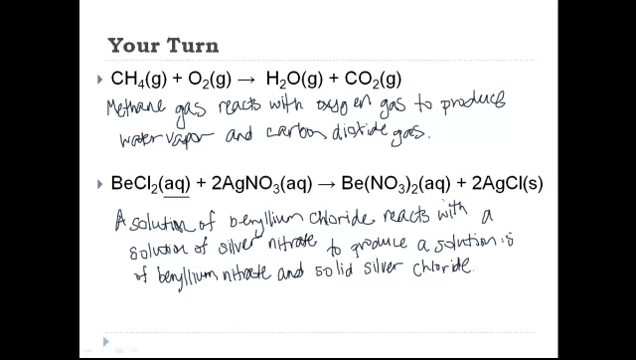 Your Turn
CH₄(g) + O₂(g) → H₂O(g) + CO₂(g)
Methane gas reacts with oxygen gas to produce
water vapor and carbon dioxide gas.
BeCl₂(aq) + 2AgNO₃(aq) → Be(NO₃)₂(aq) + 2AgCl(s)
A solution of beryllium chloride reacts with a
solution of silver nitrate to produce a solution
of beryllium nitrate and solid silver chloride.